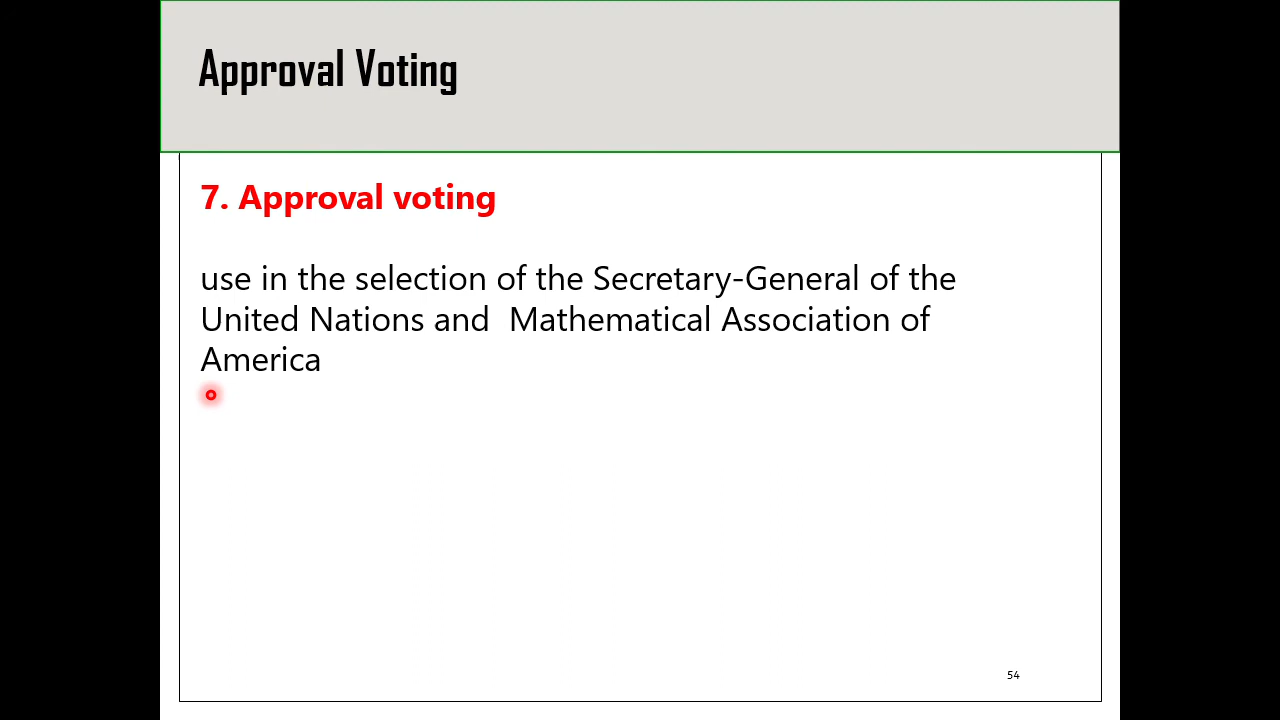 Approval Voting
7. Approval voting
use in the selection of the Secretary-General of the
United Nations and  Mathematical Association of
America
54